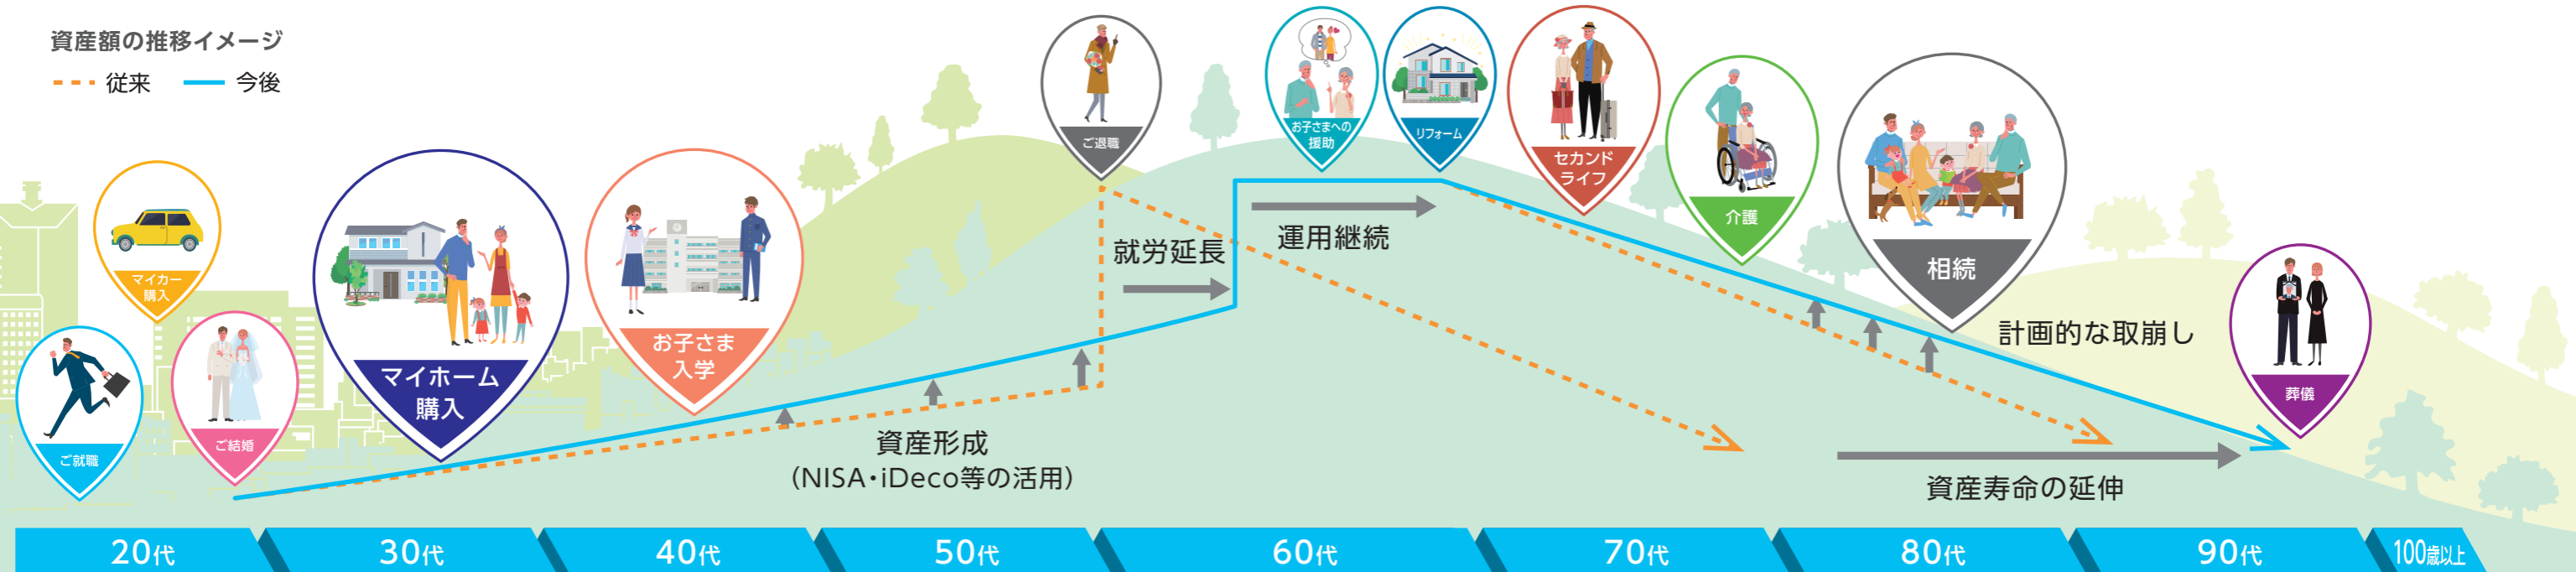 資産額の推移イメージ
従来 今後
ご就職
マイカー
購入
ご結婚
マイホーム
購入
お子さま
入学
ご退職
お子さまへの
援助
リフォーム
セカンド
ライフ
介護
相続
葬儀
就労延長
運用継続
計画的な取崩し
資産形成
（NISA・iDeco等の活用）
資産寿命の延伸
20代 30代 40代 50代 60代 70代 80代 90代 100歳以上